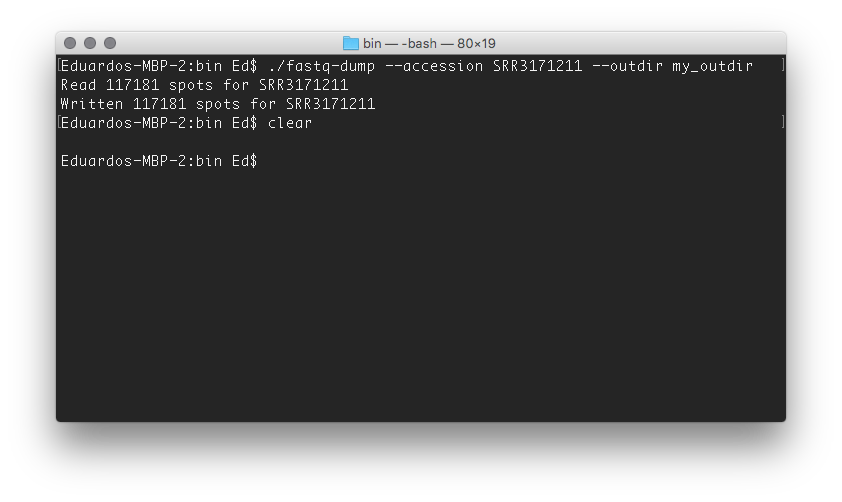 bin — -bash — 80×19
[Eduardos-MBP-2:bin Ed$ ./fastq-dump --accession SRR3171211 --outdir my_outdir ]
Read 117181 spots for SRR3171211
Written 117181 spots for SRR3171211
[Eduardos-MBP-2:bin Ed$ clear ]
Eduardos-MBP-2:bin Ed$